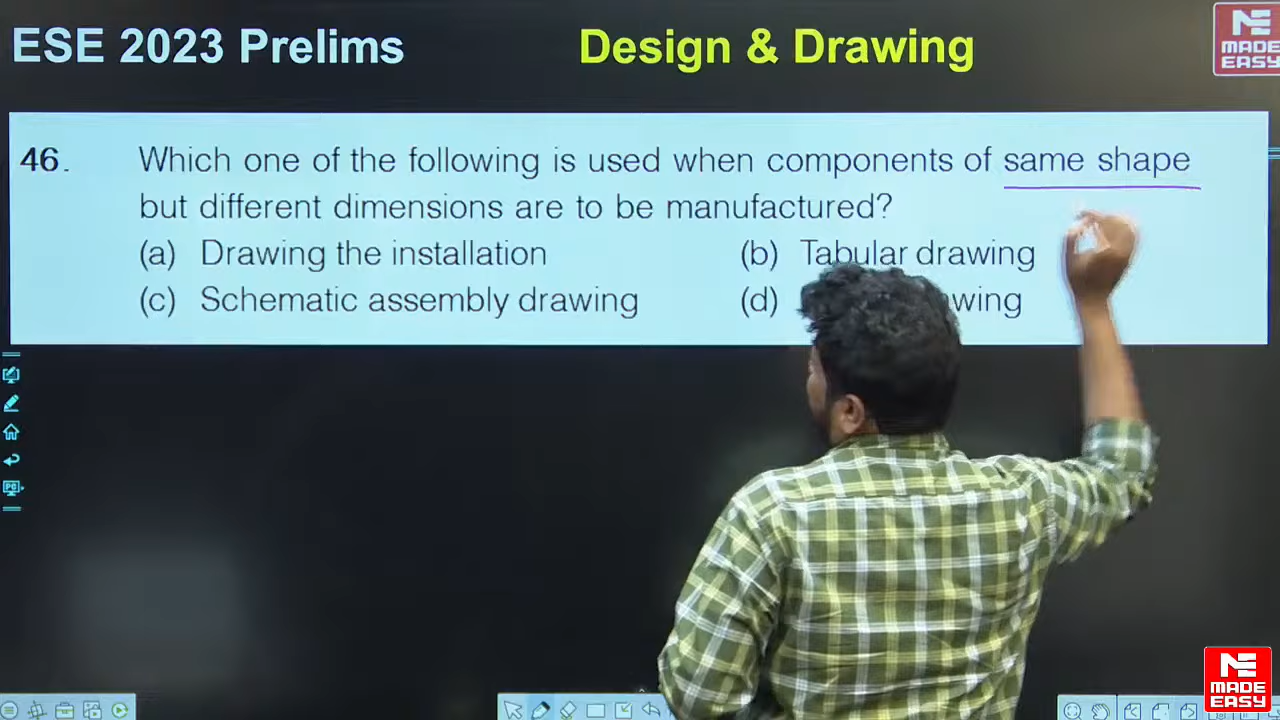 ESE 2023 Prelims
Design & Drawing
MADE
EASY
46. Which one of the following is used when components of same shape
but different dimensions are to be manufactured?
(a) Drawing the installation
(b) Tabular drawing
(c) Schematic assembly drawing
(d)
MADE
EASY